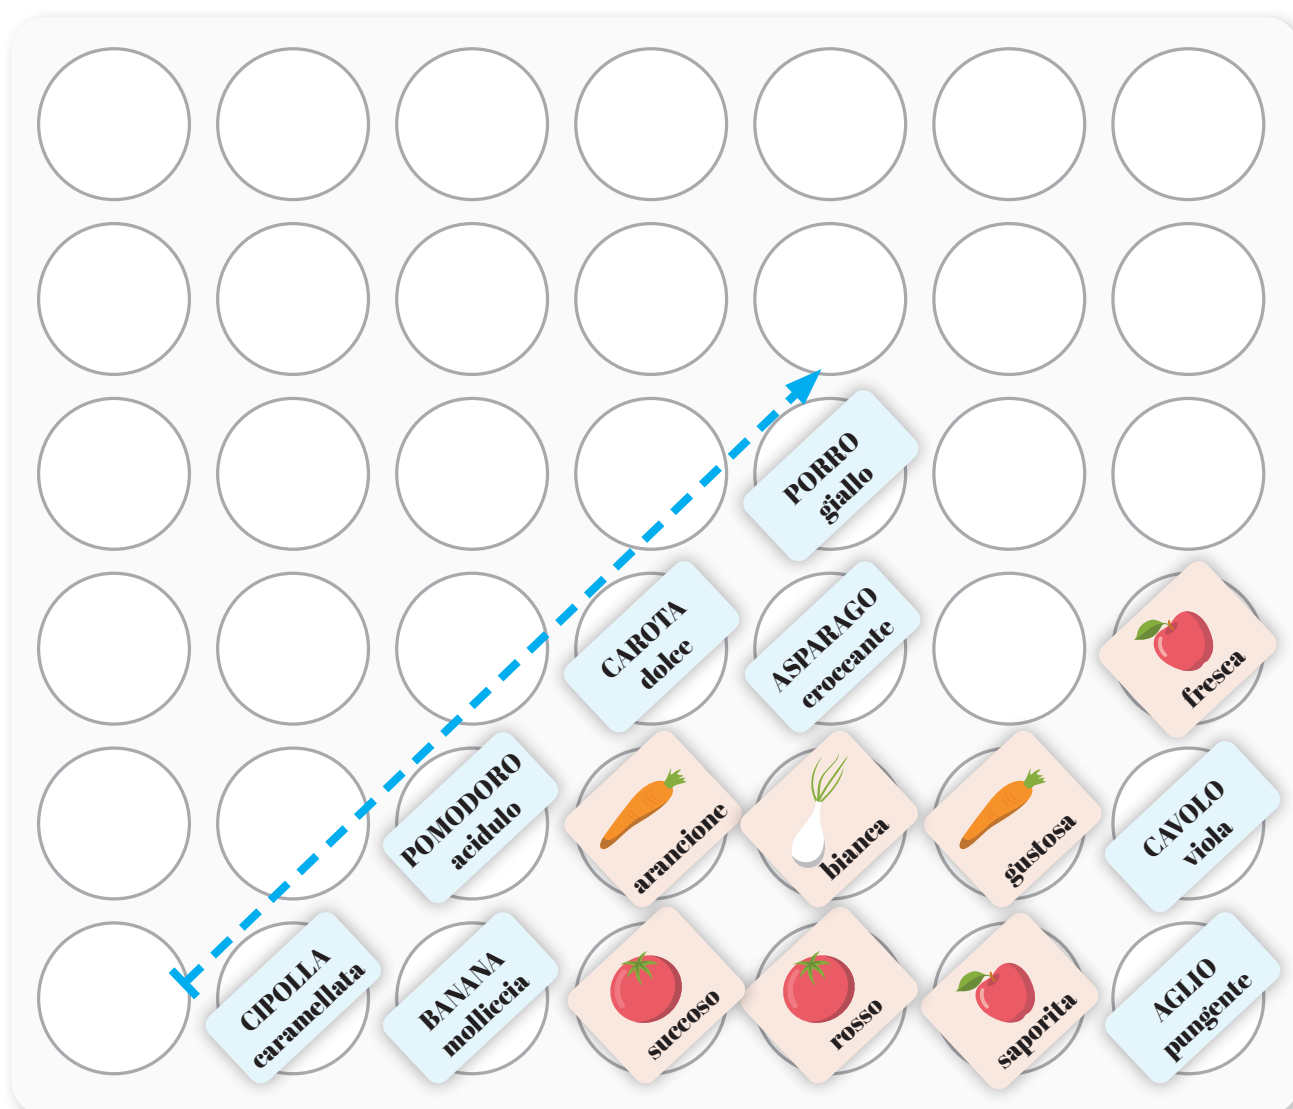 PORRO
giallo
CAROTA
dolce
ASPARAGO
croccante
fresca
POMODORO
acidulo
arancione
bianca
gustosa
CAVOLO
viola
CIPOLLA
caramellata
BANANA
molliccia
succoso
rosso
saporita
AGLIO
pungente